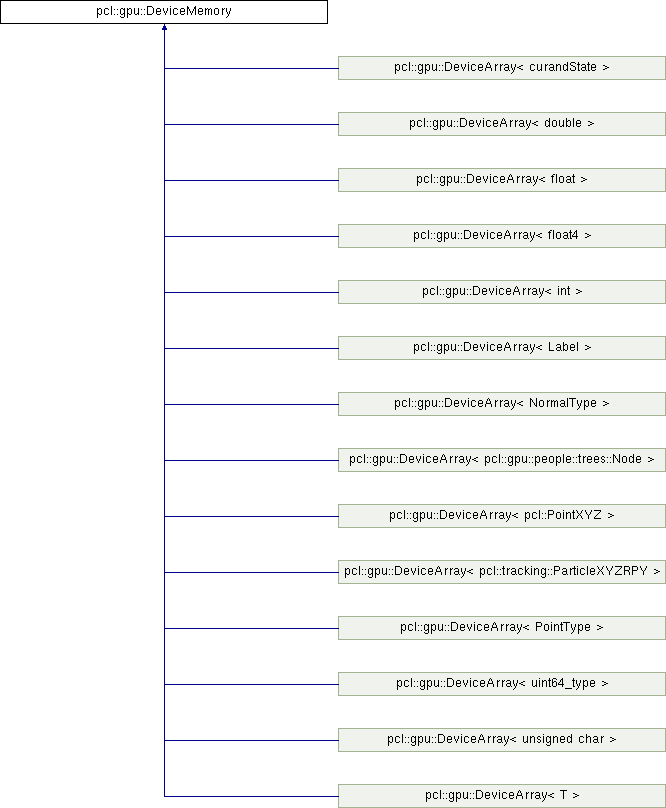 pcl::gpu::DeviceMemory
pcl::gpu::DeviceArray< curandState >
pcl::gpu::DeviceArray< double >
pcl::gpu::DeviceArray< float >
pcl::gpu::DeviceArray< float4 >
pcl::gpu::DeviceArray< int >
pcl::gpu::DeviceArray< Label >
pcl::gpu::DeviceArray< NormalType >
pcl::gpu::DeviceArray< pcl::gpu::people::trees::Node >
pcl::gpu::DeviceArray< pcl::PointXYZ >
pcl::gpu::DeviceArray< pcl::tracking::ParticleXYZRPY >
pcl::gpu::DeviceArray< PointType >
pcl::gpu::DeviceArray< uint64_type >
pcl::gpu::DeviceArray< unsigned char >
pcl::gpu::DeviceArray< T >